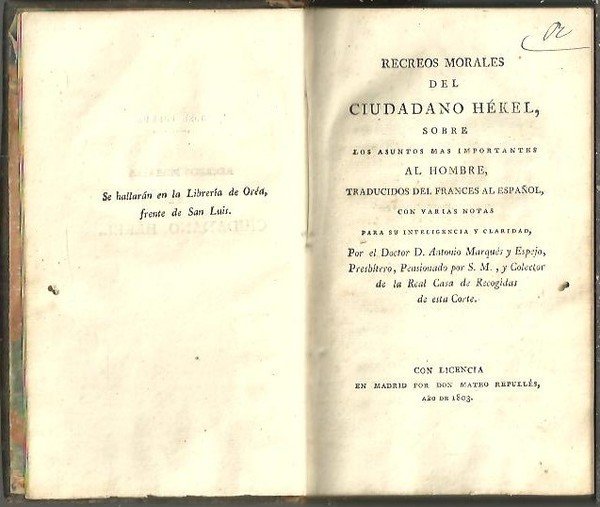 Se hallarán en la Librería de Oréa,
frente de San Luis.
RECREOS MORALES
DEL
CIUDADANO HÉKEL,
SOBRE
LOS ASUNTOS MAS IMPORTANTES
AL HOMBRE,
TRADUCIDOS DEL FRANCES AL ESPAÑOL,
CON VARIAS NOTAS
PARA SU INTELIGENCIA Y CLARIDAD,
Por el Doctor D. Antonio Marqués y Espejo,
Presbítero, Pensionado por S. M., y Colector
de la Real Casa de Recogidas
de esta Corte.
CON LICENCIA
EN MADRID POR DON MATEO REPULLÉS,
AÑO DE 1803.